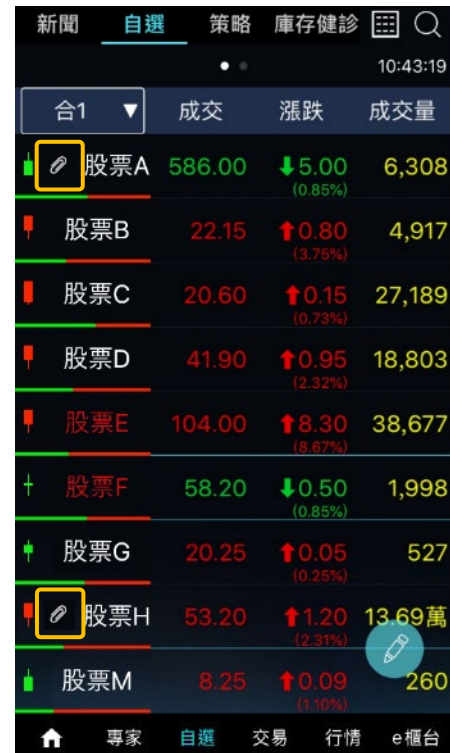 新聞 自選 策略 庫存健診
10:43:19
合1 ▼ 成交 漲跌 成交量
股票A 586.00 ⬇5.00 6,308
(0.85%)
股票B 22.15 ⬆0.80 4,917
(3.75%)
股票C 20.60 ⬆0.15 27,189
(0.73%)
股票D 41.90 ⬆0.95 18,803
(2.32%)
股票E 104.00 ⬆8.30 38,677
(8.67%)
股票F 58.20 ⬇0.50 1,998
(0.85%)
股票G 20.25 ⬆0.05 527
(0.25%)
股票H 53.20 ⬆1.20 13.69萬
(2.31%)
股票M 8.25 ⬆0.09 260
(1.10%)
專家 自選 交易 行情 e櫃台